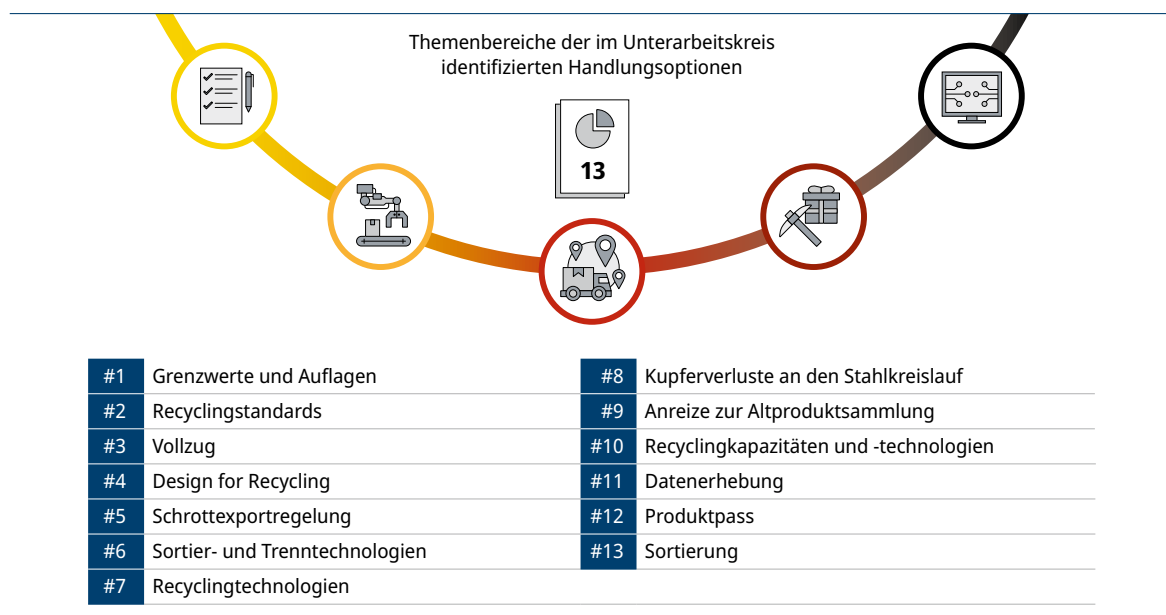 Themenbereiche der im Unterarbeitskreis
identifizierten Handlungsoptionen
13
#1 Grenzwerte und Auflagen
#2 Recyclingstandards
#3 Vollzug
#4 Design for Recycling
#5 Schrottexportregelung
#6 Sortier- und Trenntechnologien
#7 Recyclingtechnologien
#8 Kupferverluste an den Stahlkreislauf
#9 Anreize zur Altproduktsammlung
#10 Recyclingkapazitäten und -technologien
#11 Datenerhebung
#12 Produktpass
#13 Sortierung